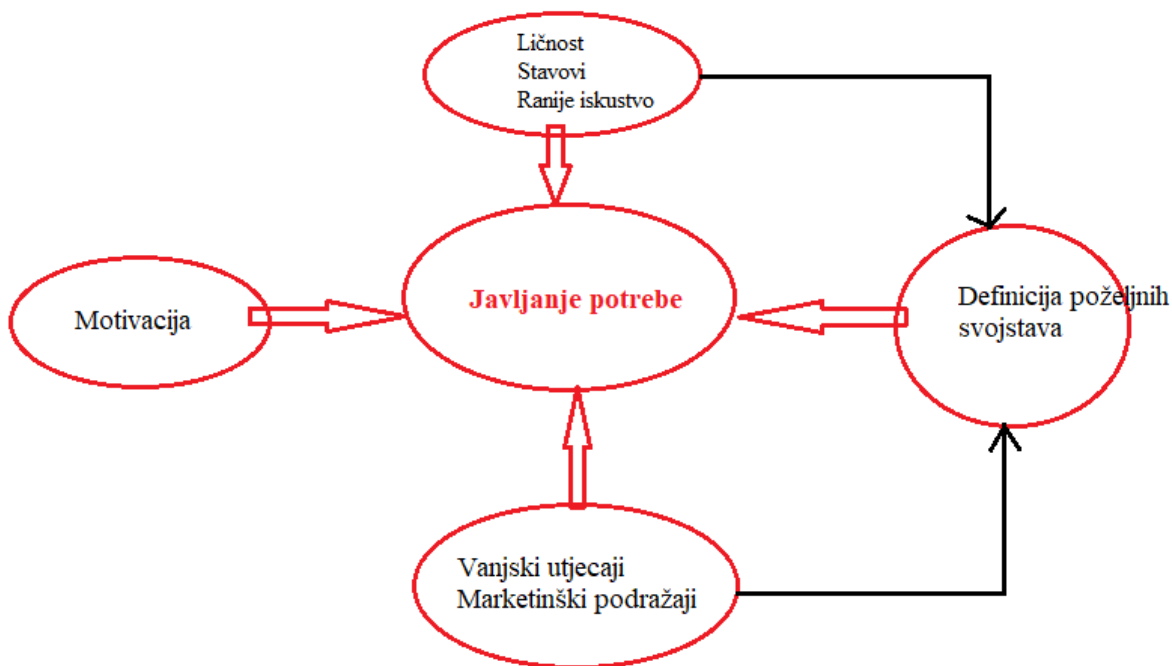 Ličnost
Stavovi
Ranije iskustvo
Javljanje potrebe
Motivacija
Definicija poželjnih
svojstava
Vanjski utjecaji
Marketinški podražaji